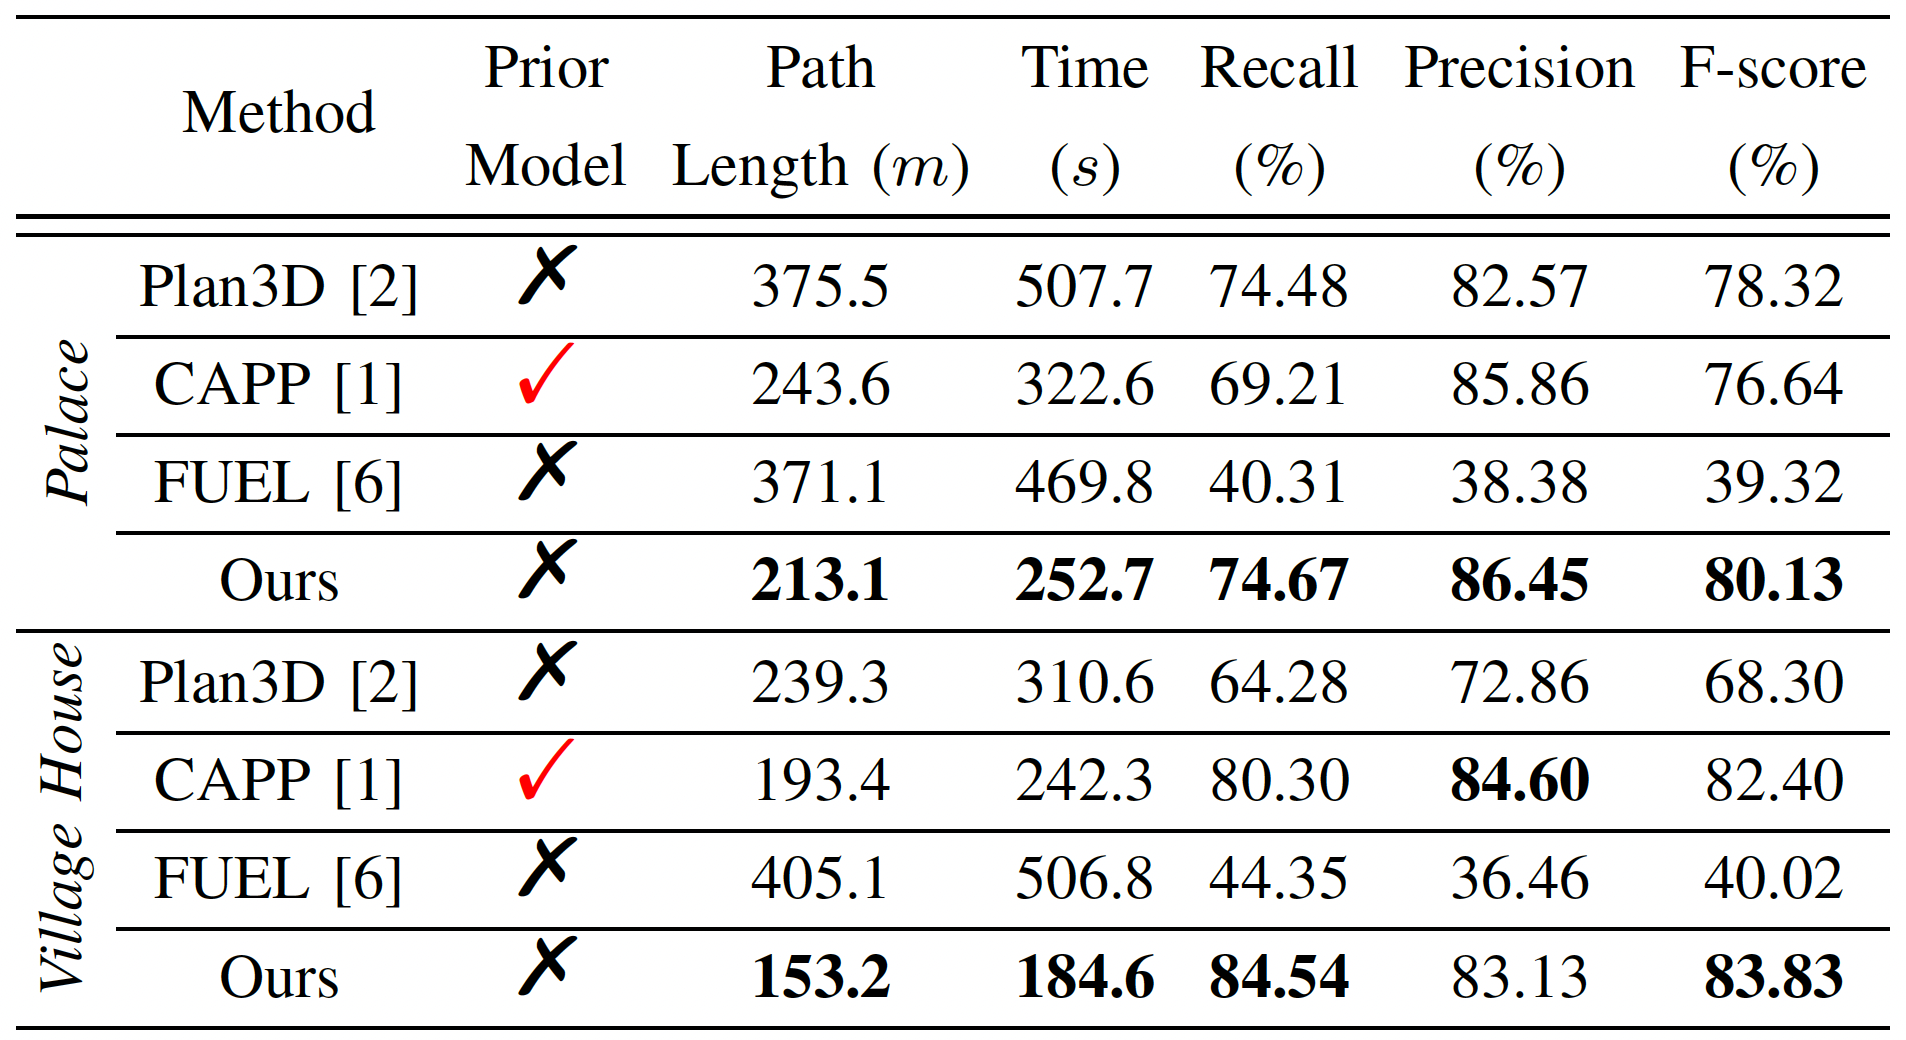 Method Prior Model Path Length (m) Time (s) Recall (%) Precision (%) F-score (%)
Palace
Plan3D [2] ✗ 375.5 507.7 74.48 82.57 78.32
CAPP [1] ✓ 243.6 322.6 69.21 85.86 76.64
FUEL [6] ✗ 371.1 469.8 40.31 38.38 39.32
Ours ✗ 213.1 252.7 74.67 86.45 80.13
Village House
Plan3D [2] ✗ 239.3 310.6 64.28 72.86 68.30
CAPP [1] ✓ 193.4 242.3 80.30 84.60 82.40
FUEL [6] ✗ 405.1 506.8 44.35 36.46 40.02
Ours ✗ 153.2 184.6 84.54 83.13 83.83